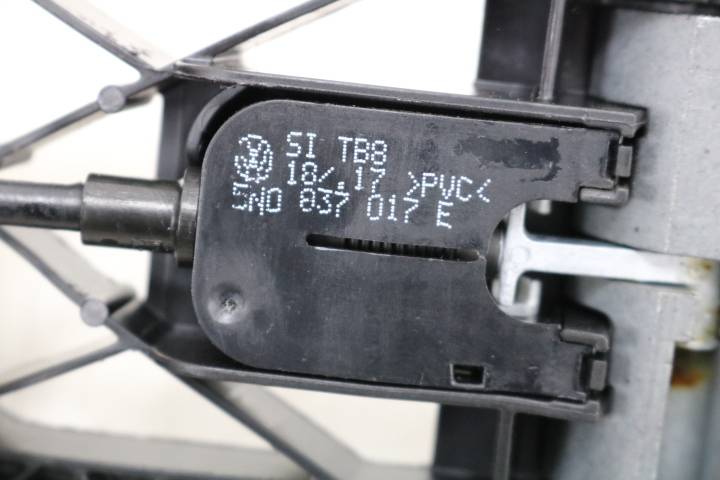 SI TB8
18/.17 >PVC<
5N0 837 017 E